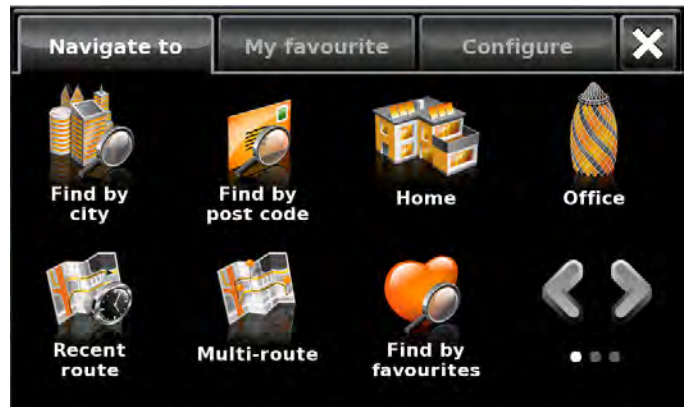 Navigate to
My favourite
Configure
Find by
city
Find by
post code
Home
Office
Recent
route
Multi-route
Find by
favourites